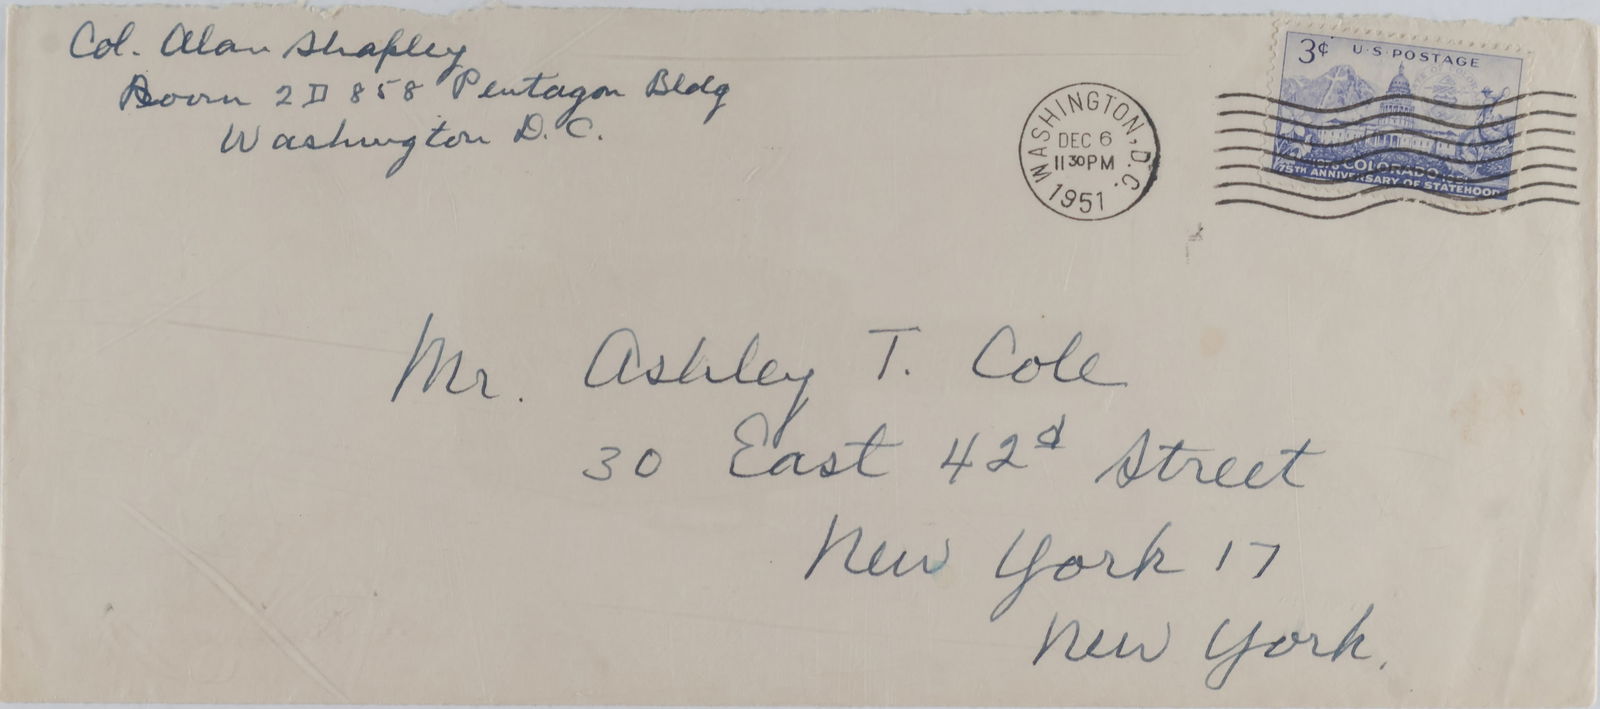 Col. Alan Shapley
Room 2D 858 Pentagon Bldg
Washington D.C.
WASHINGTON, D.C.
DEC 6
11 30 PM
1951
3¢ U·S·POSTAGE
COLORADO
75TH ANNIVERSARY OF STATEHOOD
Mr. Ashley T. Cole
30 East 42d Street
New York 17
New York.